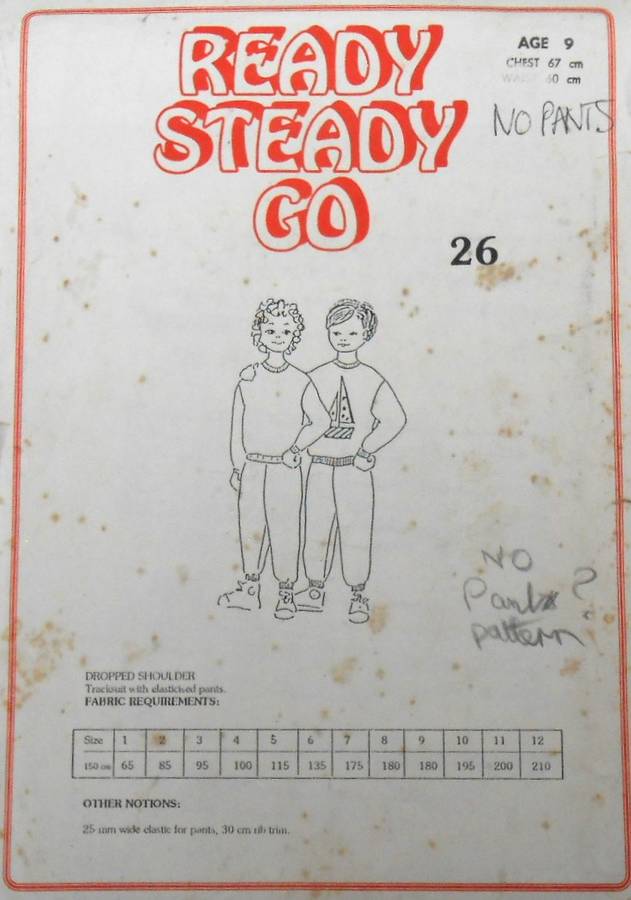 READY
STEADY
GO
AGE 9
CHEST 67 cm
WAIST 60 cm
NO PANTS
26
NO
Pants ?
pattern
DROPPED SHOULDER
Tracksuit with elasticised pants.
FABRIC REQUIREMENTS:
Size 1 2 3 4 5 6 7 8 9 10 11 12
150 cm 65 85 95 100 115 135 175 180 180 195 200 210
OTHER NOTIONS:
25 mm wide elastic for pants, 30 cm rib trim.